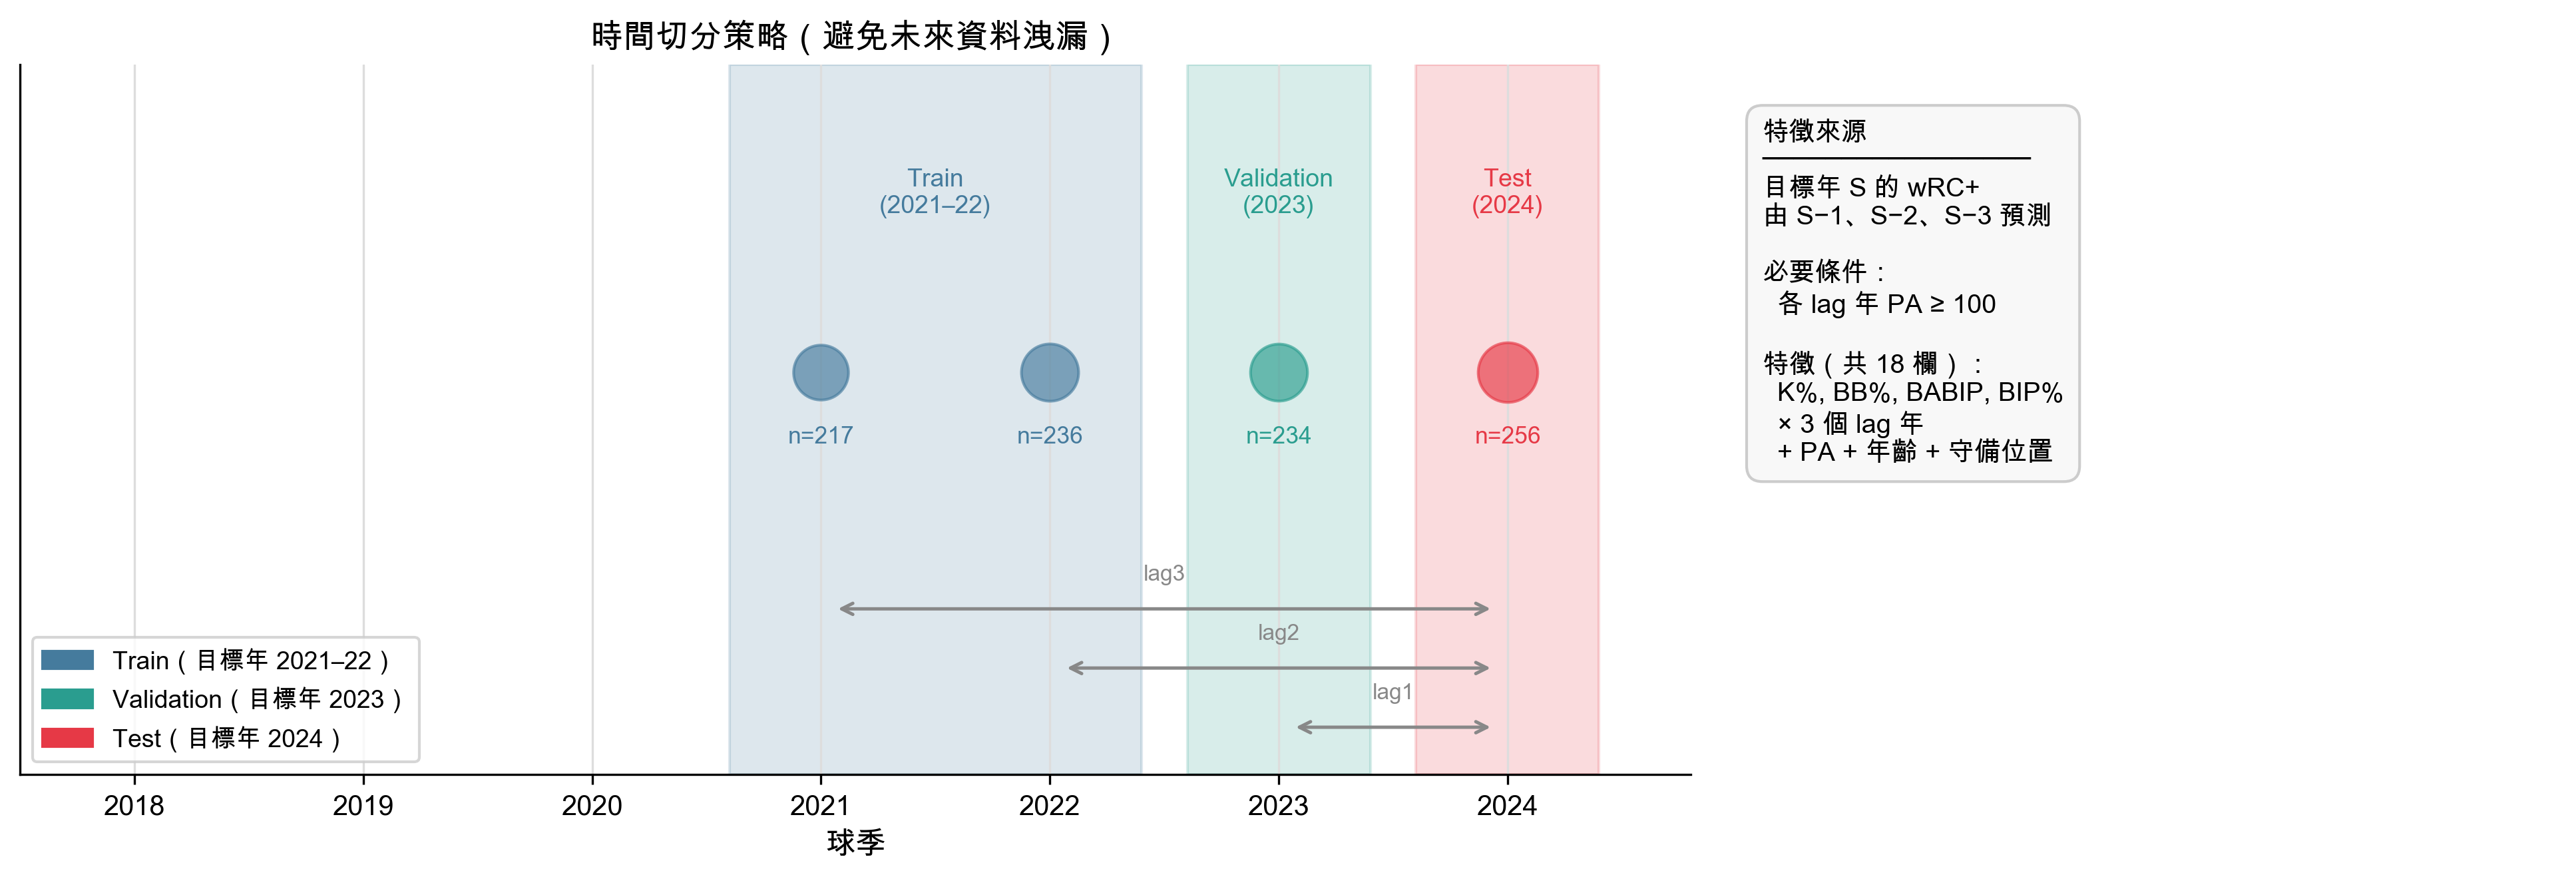 時間切分策略（避免未來資料洩漏）
Train
(2021–22)
Validation
(2023)
Test
(2024)
n=217
n=236
n=234
n=256
lag3
lag2
lag1
Train（目標年 2021–22）
Validation（目標年 2023）
Test（目標年 2024）
2018
2019
2020
2021
2022
2023
2024
球季
特徵來源
目標年 S 的 wRC+
由 S−1、S−2、S−3 預測
必要條件：
各 lag 年 PA ≥ 100
特徵（共 18 欄）：
K%, BB%, BABIP, BIP%
× 3 個 lag 年
+ PA + 年齡 + 守備位置